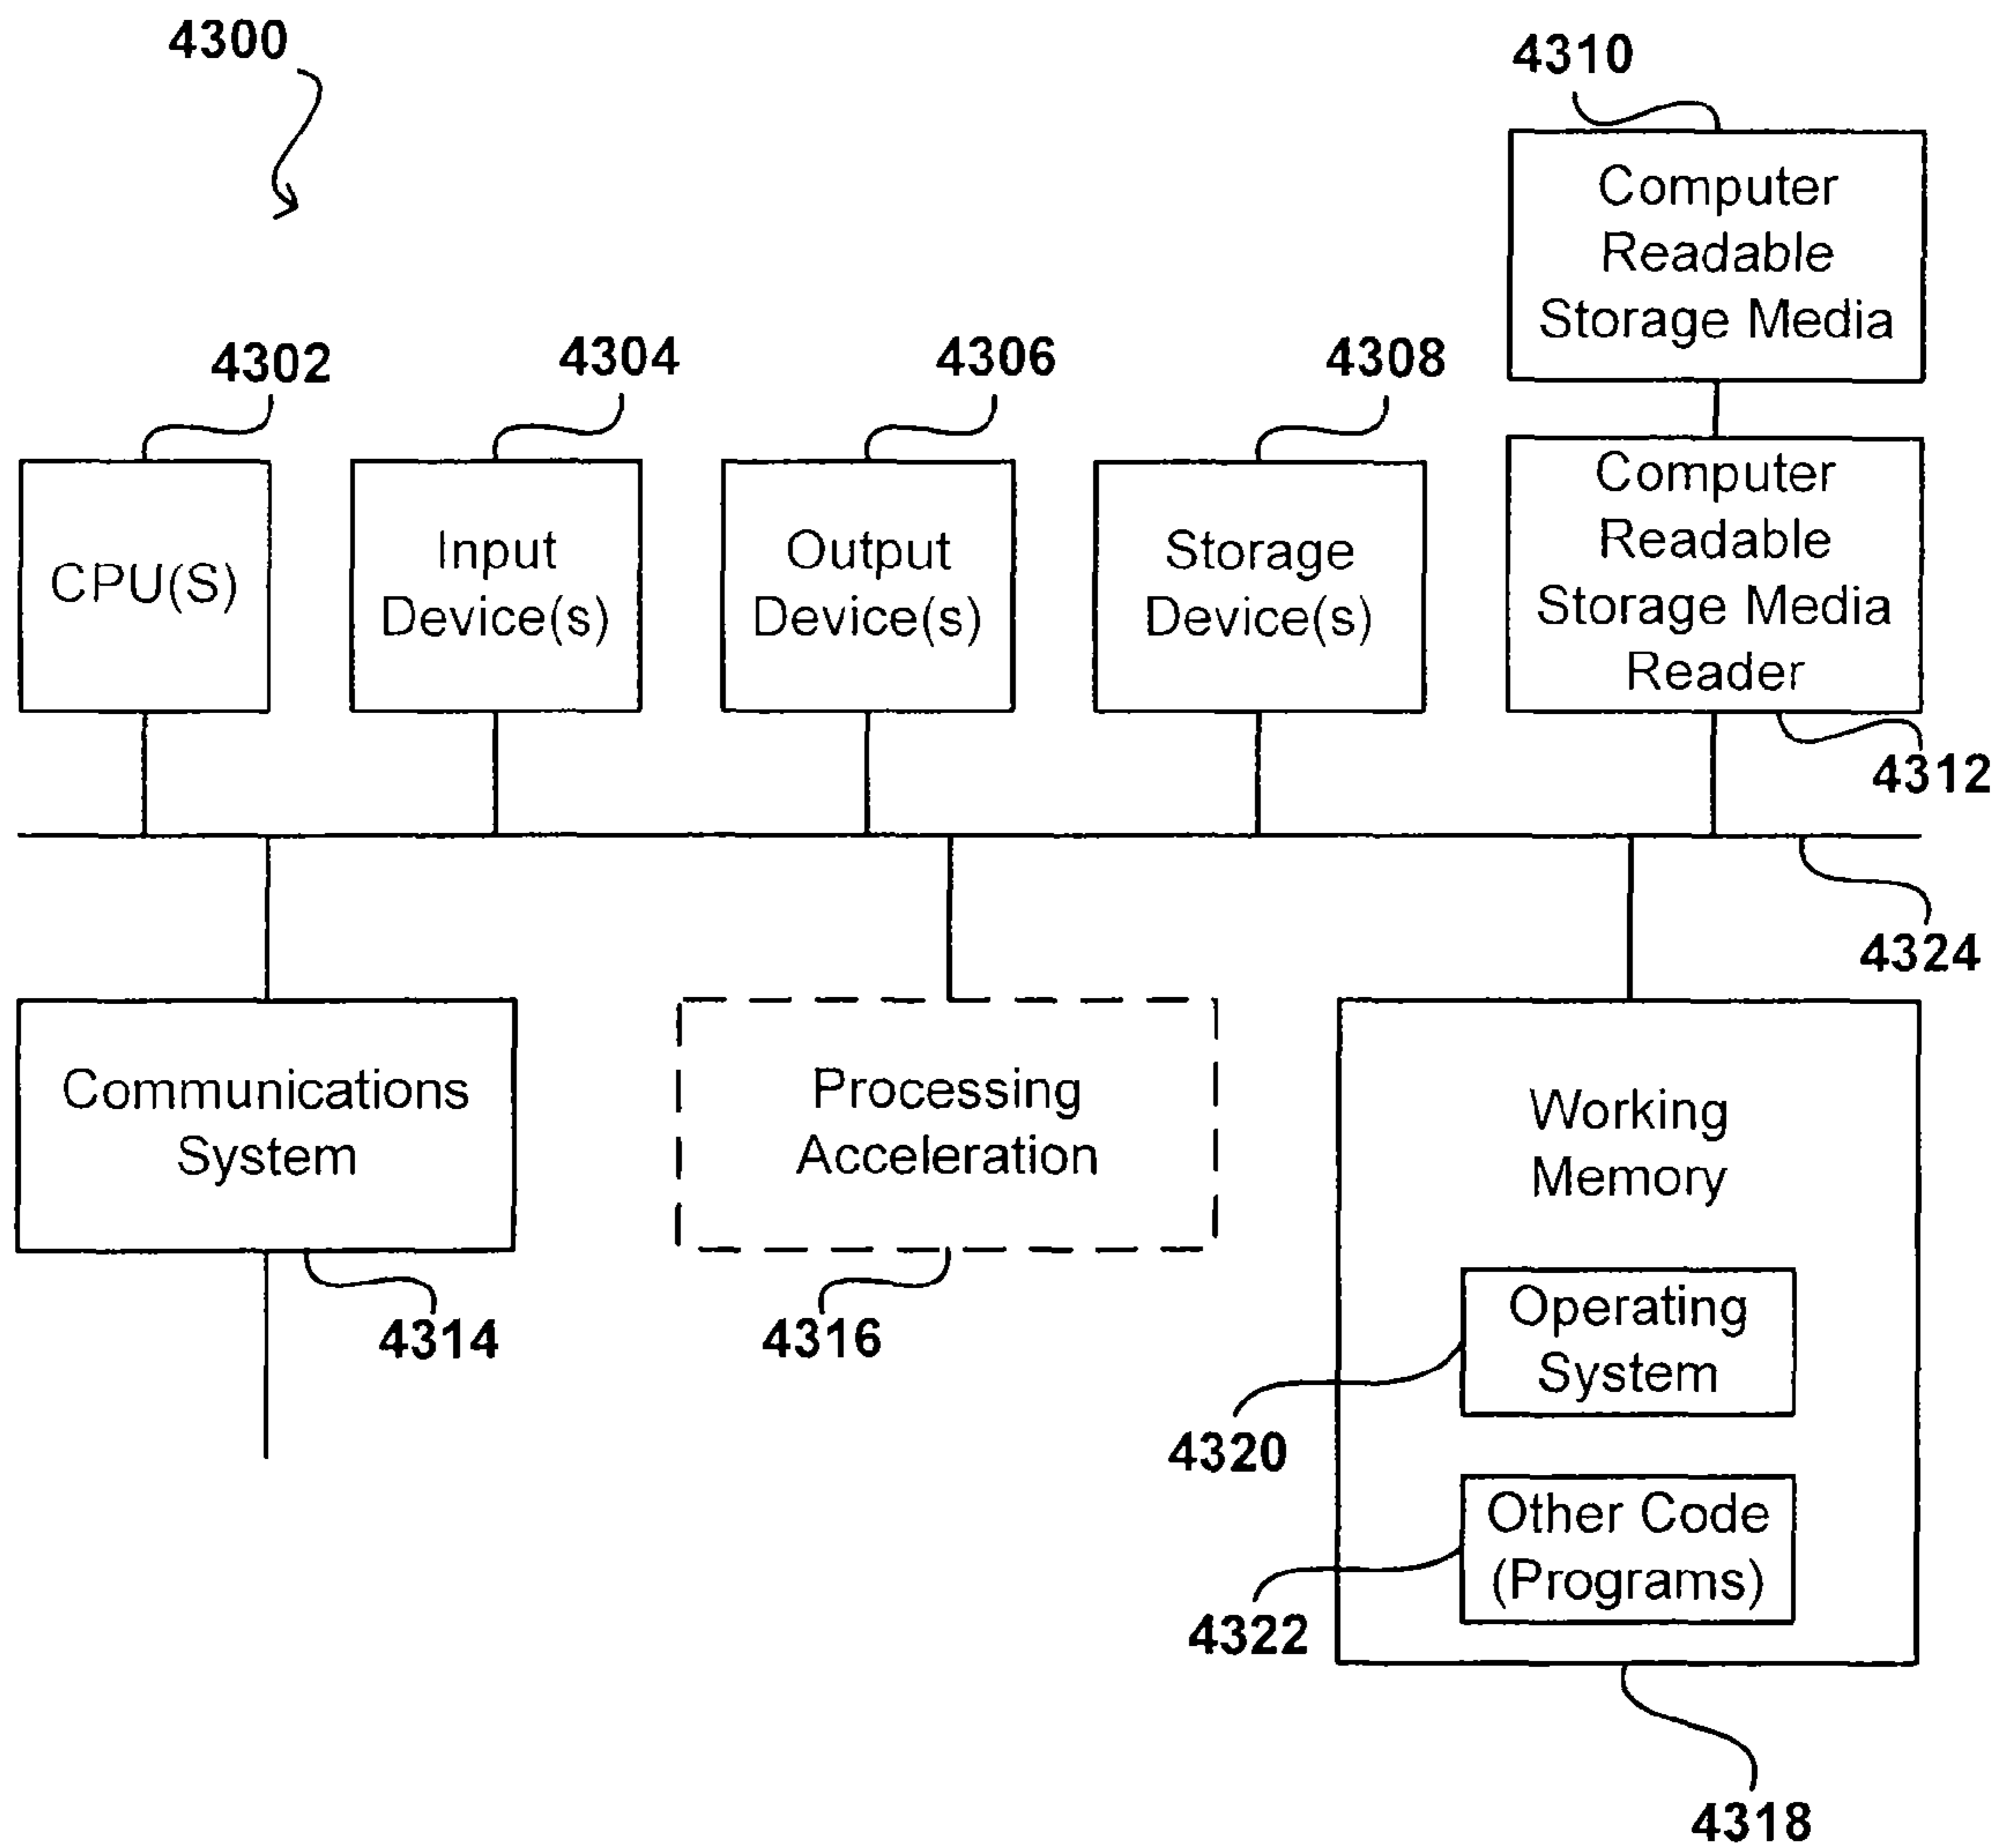 4300
4310
Computer
Readable
Storage Media
4302
4304
4306
4308
CPU(S)
Input
Device(s)
Output
Device(s)
Storage
Device(s)
Computer
Readable
Storage Media
Reader
4312
4324
Communications
System
4314
Processing
Acceleration
4316
Working
Memory
Operating
System
4320
Other Code
(Programs)
4322
4318